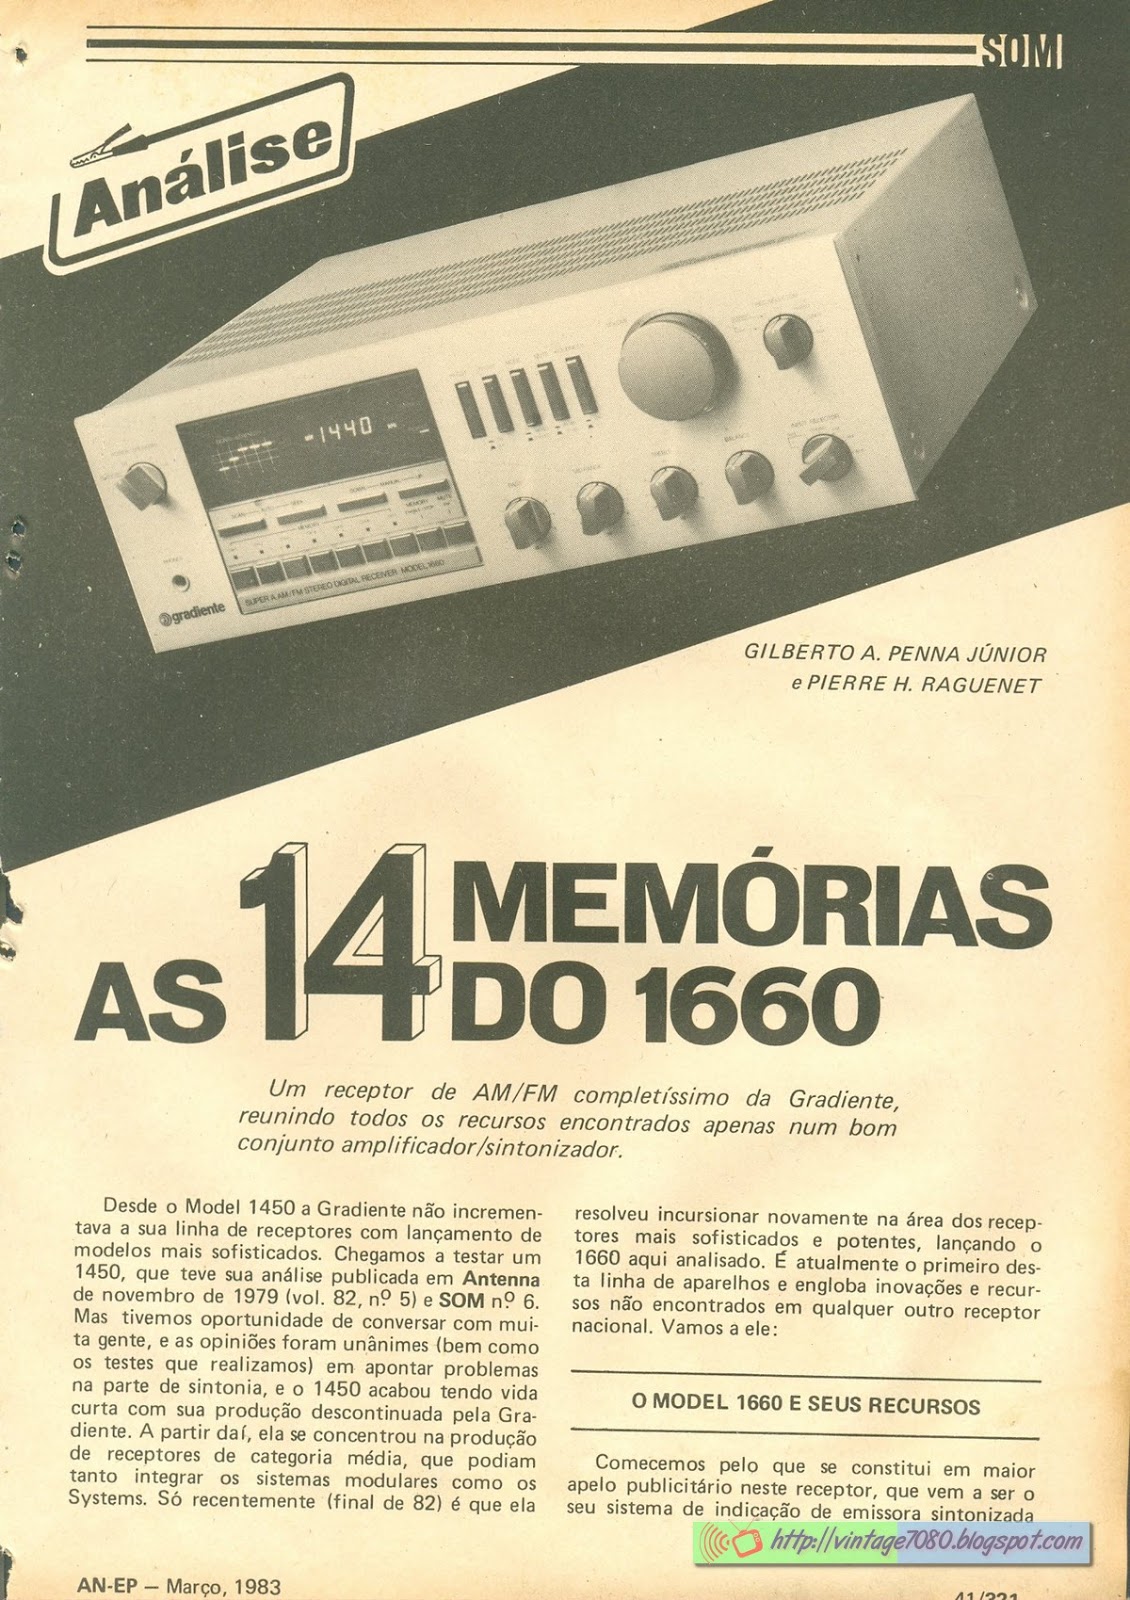 SOM
Análise
1440
SUPER A AM/FM STEREO DIGITAL RECEIVER MODEL 1660
gradiente
GILBERTO A. PENNA JÚNIOR
e PIERRE H. RAGUENET
AS 14 MEMÓRIAS
DO 1660
Um receptor de AM/FM completíssimo da Gradiente,
reunindo todos os recursos encontrados apenas num bom
conjunto amplificador/sintonizador.
Desde o Model 1450 a Gradiente não incremen-
tava a sua linha de receptores com lançamento de
modelos mais sofisticados. Chegamos a testar um
1450, que teve sua análise publicada em Antenna
de novembro de 1979 (vol. 82, nº 5) e SOM nº 6.
Mas tivemos oportunidade de conversar com mui-
ta gente, e as opiniões foram unânimes (bem como
os testes que realizamos) em apontar problemas
na parte de sintonia, e o 1450 acabou tendo vida
curta com sua produção descontinuada pela Gra-
diente. A partir daí, ela se concentrou na produção
de receptores de categoria média, que podiam
tanto integrar os sistemas modulares como os
Systems. Só recentemente (final de 82) é que ela
resolveu incursionar novamente na área dos recep-
tores mais sofisticados e potentes, lançando o
1660 aqui analisado. É atualmente o primeiro des-
ta linha de aparelhos e engloba inovações e recur-
sos não encontrados em qualquer outro receptor
nacional. Vamos a ele:
O MODEL 1660 E SEUS RECURSOS
Comecemos pelo que se constitui em maior
apelo publicitário neste receptor, que vem a ser o
seu sistema de indicação de emissora sintonizada
http://vintage7080.blogspot.com
AN-EP — Março, 1983
41/321